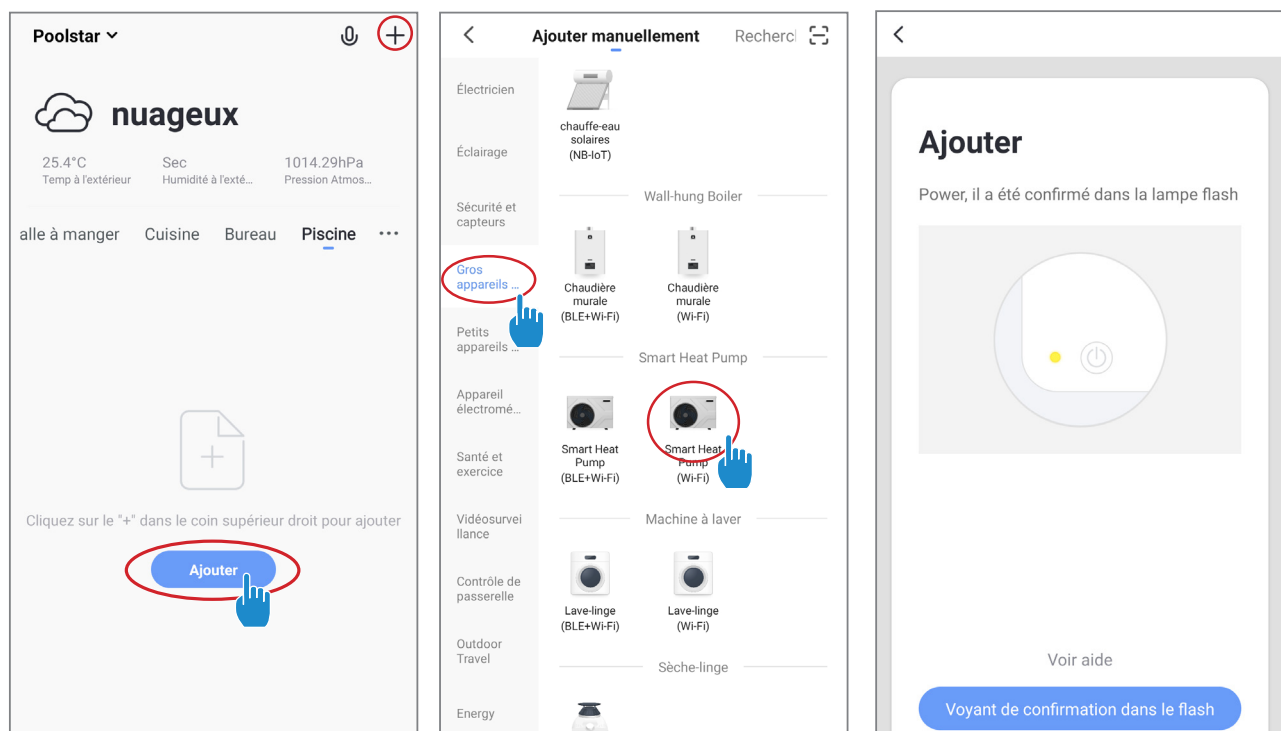 Poolstar
nuageux
25.4°C Sec 1014.29hPa
Temp à l'extérieur Humidité à l'exté... Pression Atmos...
alle à manger Cuisine Bureau Piscine
Cliquez sur le "+" dans le coin supérieur droit pour ajouter
Ajouter
Ajouter manuellement Recherc
Électricien
Éclairage
Sécurité et
capteurs
Gros
appareils ...
Petits
appareils ...
Appareil
électromé...
Santé et
exercice
Vidéosurvei
llance
Contrôle de
passerelle
Outdoor
Travel
Energy
chauffe-eau
solaires
(NB-IoT)
Wall-hung Boiler
Chaudière
murale
(BLE+Wi-Fi)
Chaudière
murale
(Wi-Fi)
Smart Heat Pump
Smart Heat
Pump
(BLE+Wi-Fi)
Smart Heat
Pump
(Wi-Fi)
Machine à laver
Lave-linge
(BLE+Wi-Fi)
Lave-linge
(Wi-Fi)
Sèche-linge
Ajouter
Power, il a été confirmé dans la lampe flash
Voir aide
Voyant de confirmation dans le flash